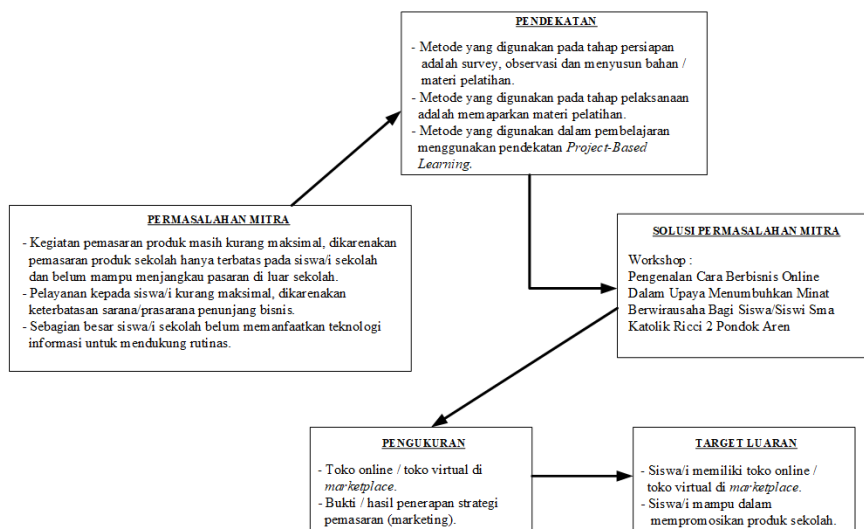 PENDEKATAN
- Metode yang digunakan pada tahap persiapan
adalah survey, observasi dan menyusun bahan /
materi pelatihan.
- Metode yang digunakan pada tahap pelaksanaan
adalah memaparkan materi pelatihan.
- Metode yang digunakan dalam pembelajaran
menggunakan pendekatan Project-Based
Learning.
PERMASALAHAN MITRA
- Kegiatan pemasaran produk masih kurang maksimal, dikarenakan
pemasaran produk sekolah hanya terbatas pada siswa/i sekolah
dan belum mampu menjangkau pasaran di luar sekolah.
- Pelayanan kepada siswa/i kurang maksimal, dikarenakan
keterbatasan sarana/prasarana penunjang bisnis.
- Sebagian besar siswa/i sekolah belum memanfaatkan teknologi
informasi untuk mendukung rutinas.
SOLUSI PERMASALAHAN MITRA
Workshop :
Pengenalan Cara Berbisnis Online
Dalam Upaya Menumbuhkan Minat
Berwirausaha Bagi Siswa/Siswi Sma
Katolik Ricci 2 Pondok Aren
PENGUKURAN
- Toko online / toko virtual di
marketplace.
- Bukti / hasil penerapan strategi
pemasaran (marketing).
TARGET LUARAN
- Siswa/i memiliki toko online /
toko virtual di marketplace.
- Siswa/i mampu dalam
mempromosikan produk sekolah.